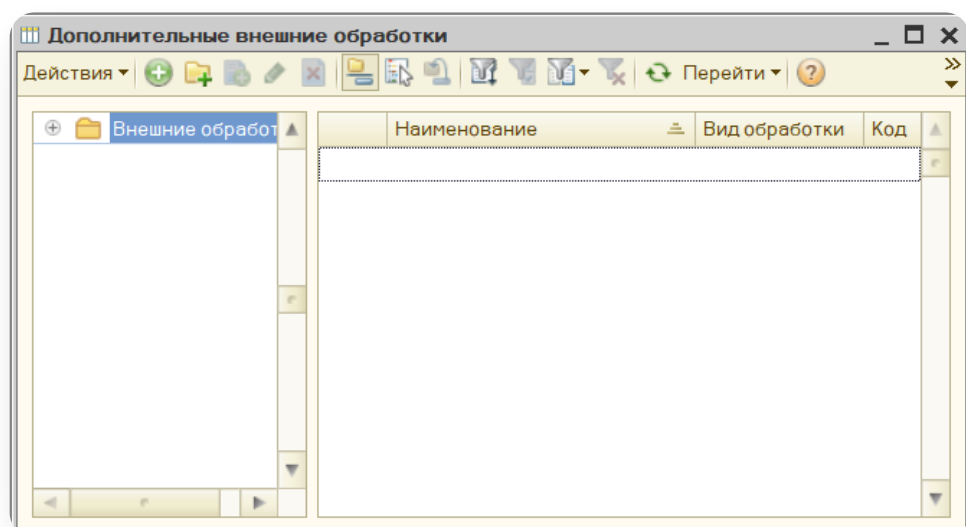 Дополнительные внешние обработки
Действия Перейти
Внешние обработ Наименование Вид обработки Код